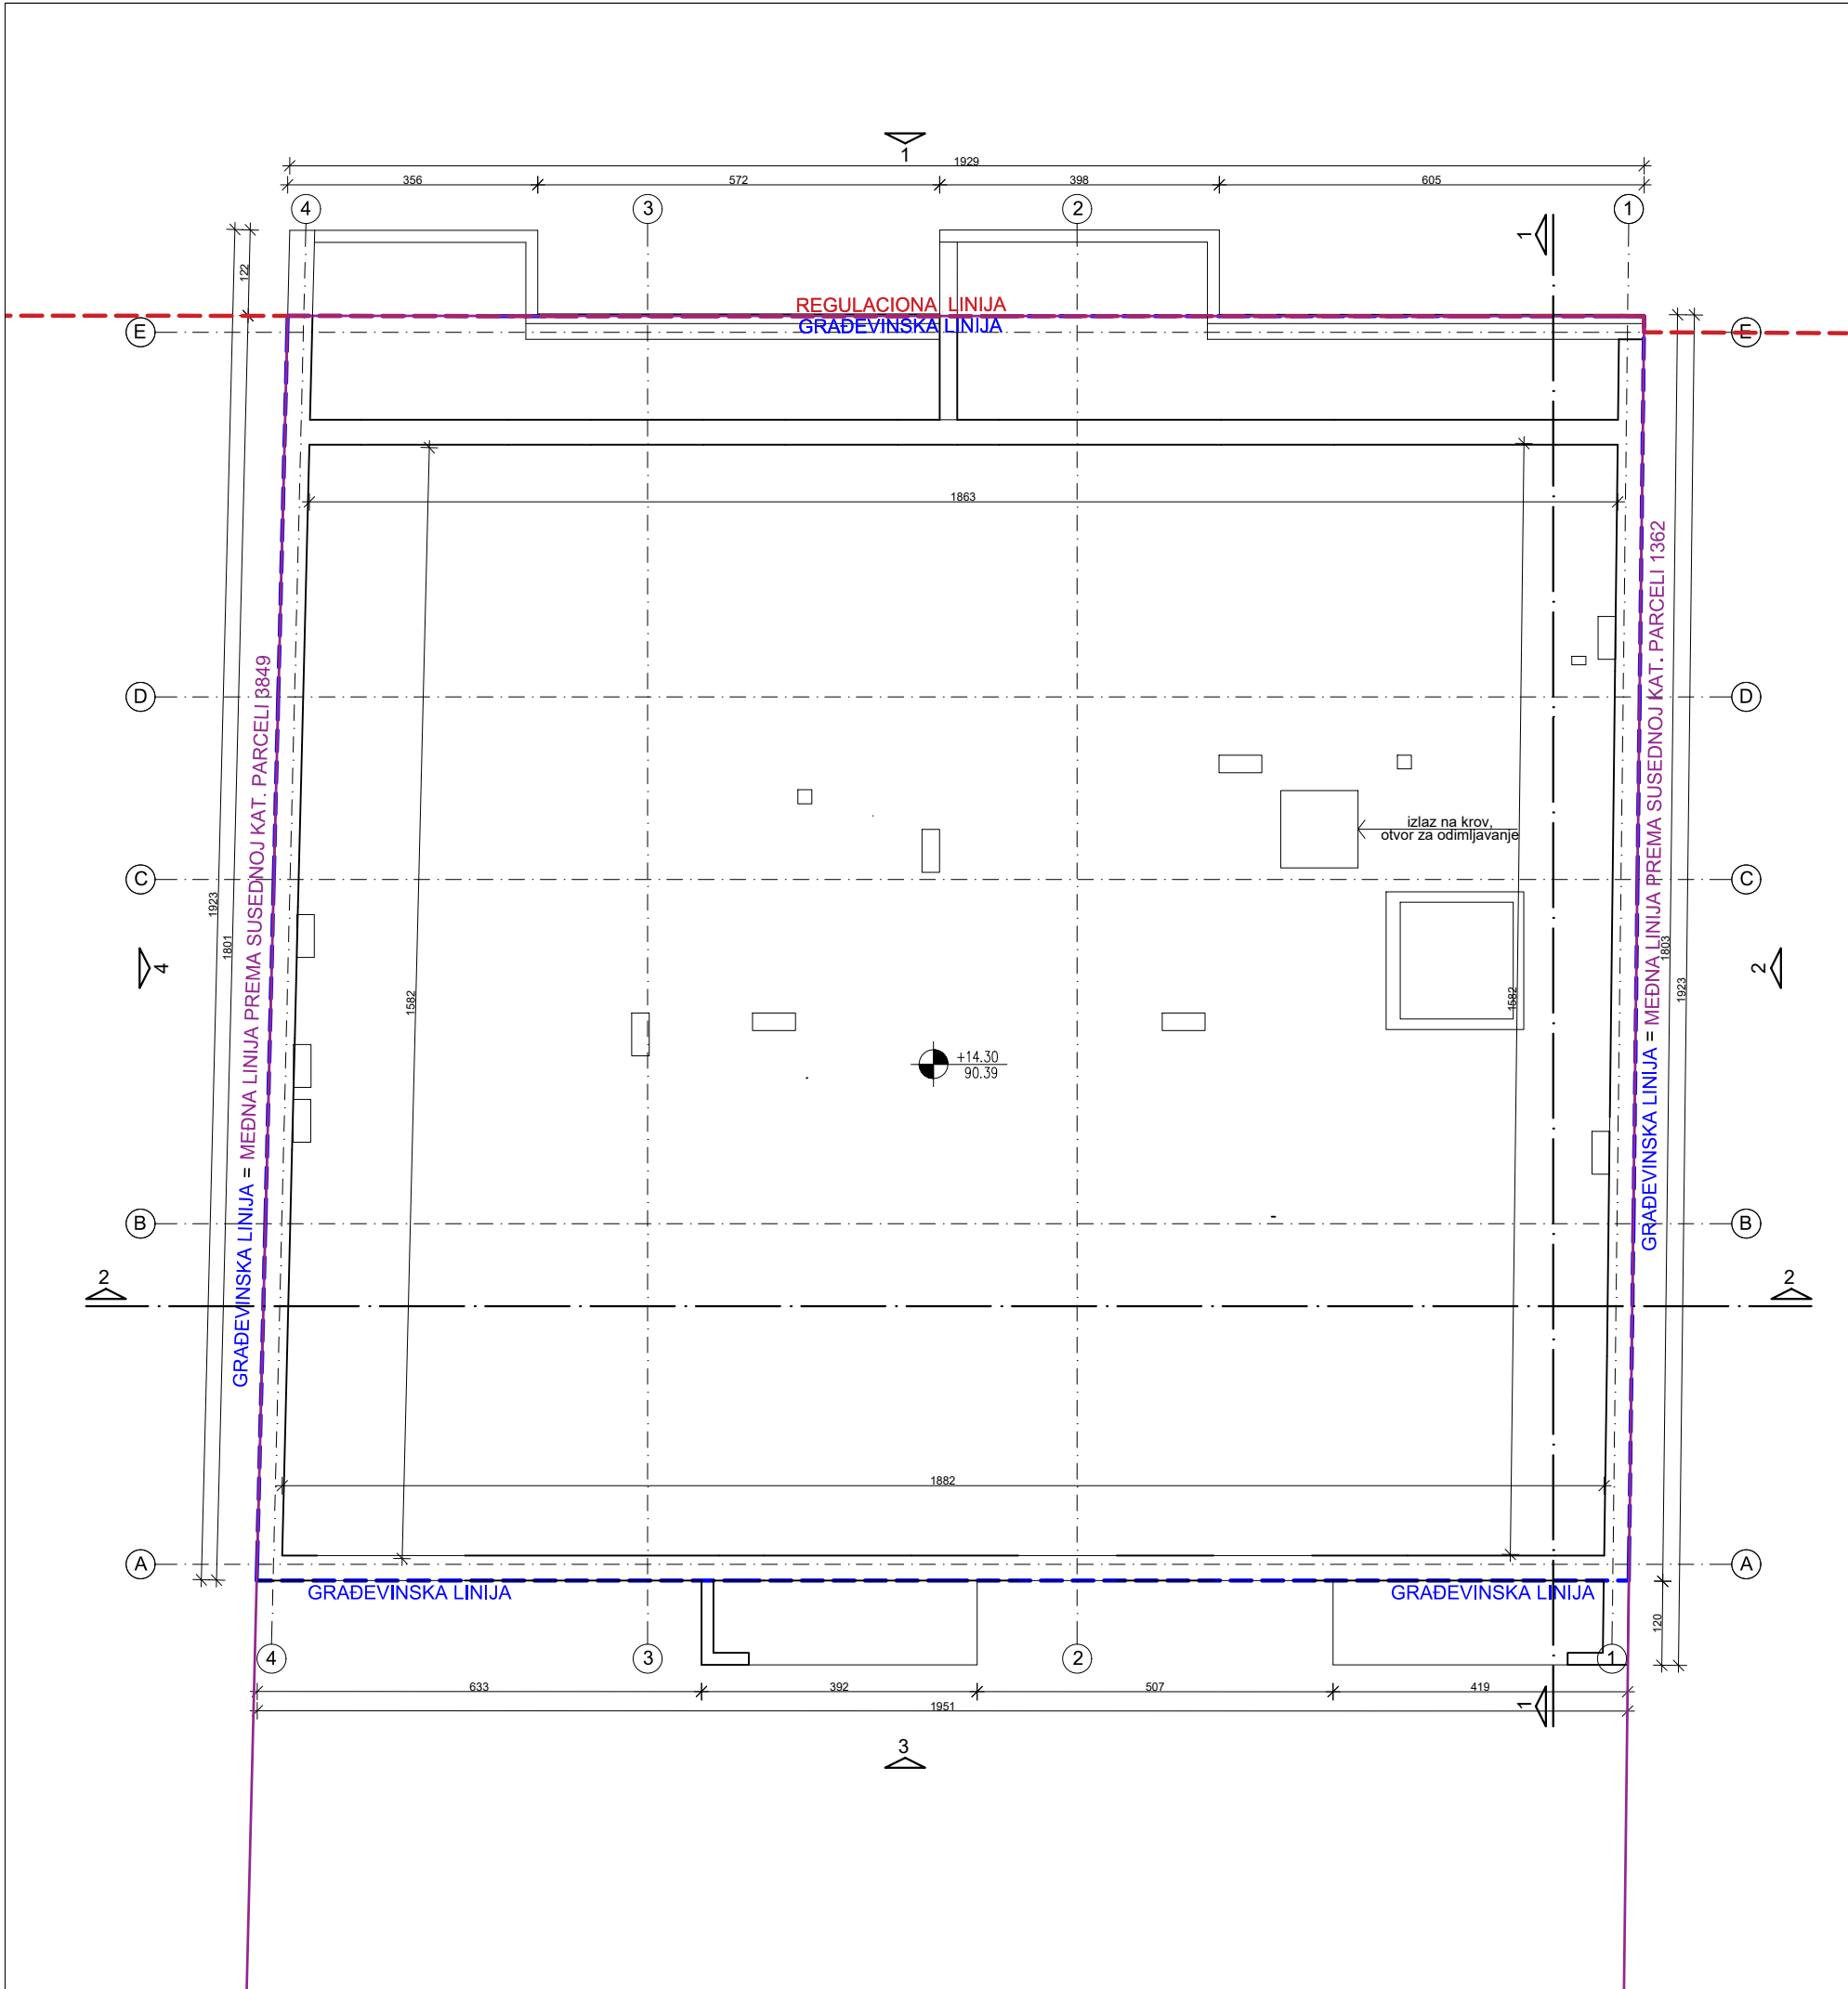 1
1929
356
572
398
605
4
3
2
1
1
122
REGULACIONA LINIJA
GRAĐEVINSKA LINIJA
E
E
1863
D
D
izlaz na krov,
otvor za odimljavanje
C
C
1923
1801
4
1582
1582
1803
1923
2
+14.30
90.39
GRAĐEVINSKA LINIJA = MEĐNA LINIJA PREMA SUSEDNOJ KAT. PARCELI 3849
GRAĐEVINSKA LINIJA = MEĐNA LINIJA PREMA SUSEDNOJ KAT. PARCELI 1362
B
B
2
2
1882
A
A
GRAĐEVINSKA LINIJA
GRAĐEVINSKA LINIJA
120
4
3
2
1
633
392
507
419
1951
1
3